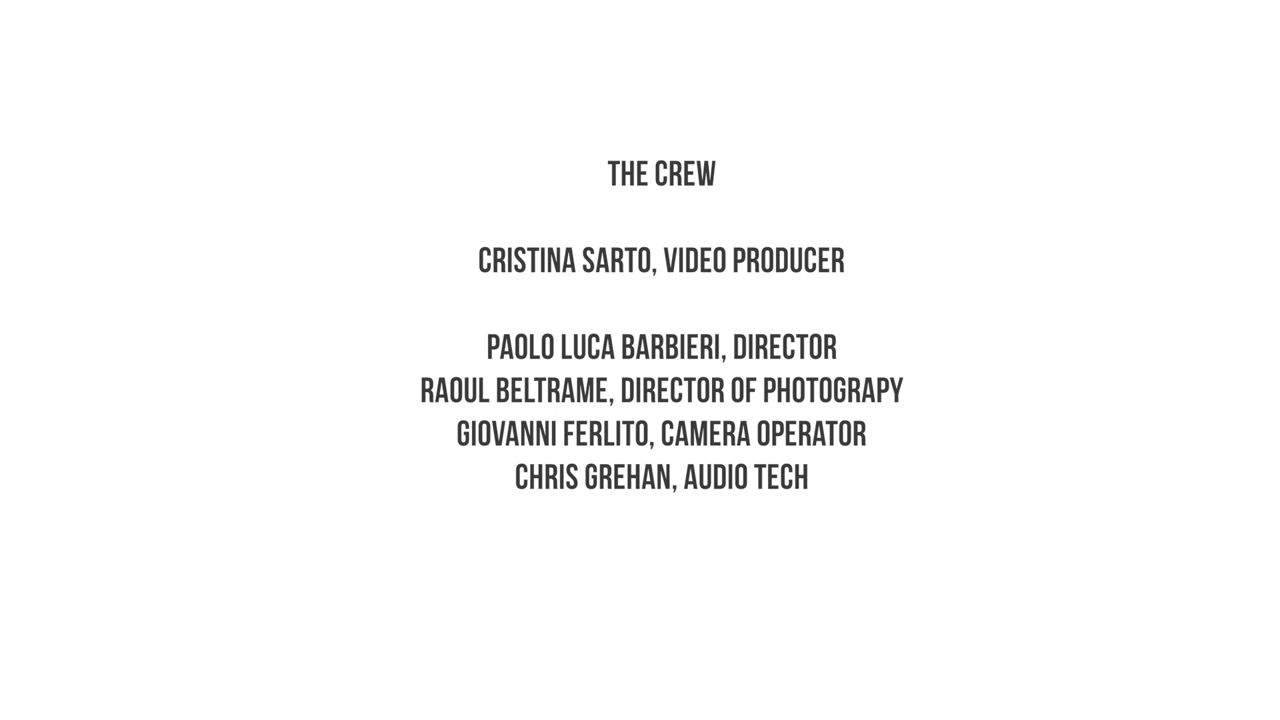 THE CREW
CRISTINA SARTO, VIDEO PRODUCER
PAOLO LUCA BARBIERI, DIRECTOR
RAOUL BELTRAME, DIRECTOR OF PHOTOGRAPY
GIOVANNI FERLITO, CAMERA OPERATOR
CHRIS GREHAN, AUDIO TECH